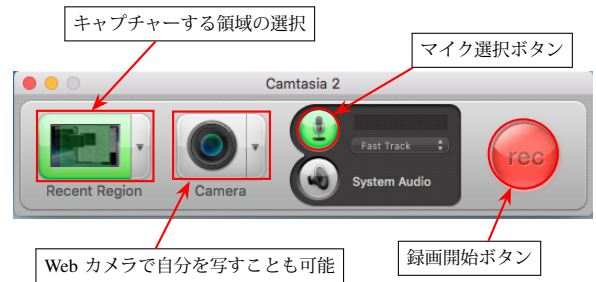 キャプチャーする領域の選択
マイク選択ボタン
Camtasia 2
Fast Track
rec
System Audio
Recent Region
Camera
Web カメラで自分を写すことも可能
録画開始ボタン